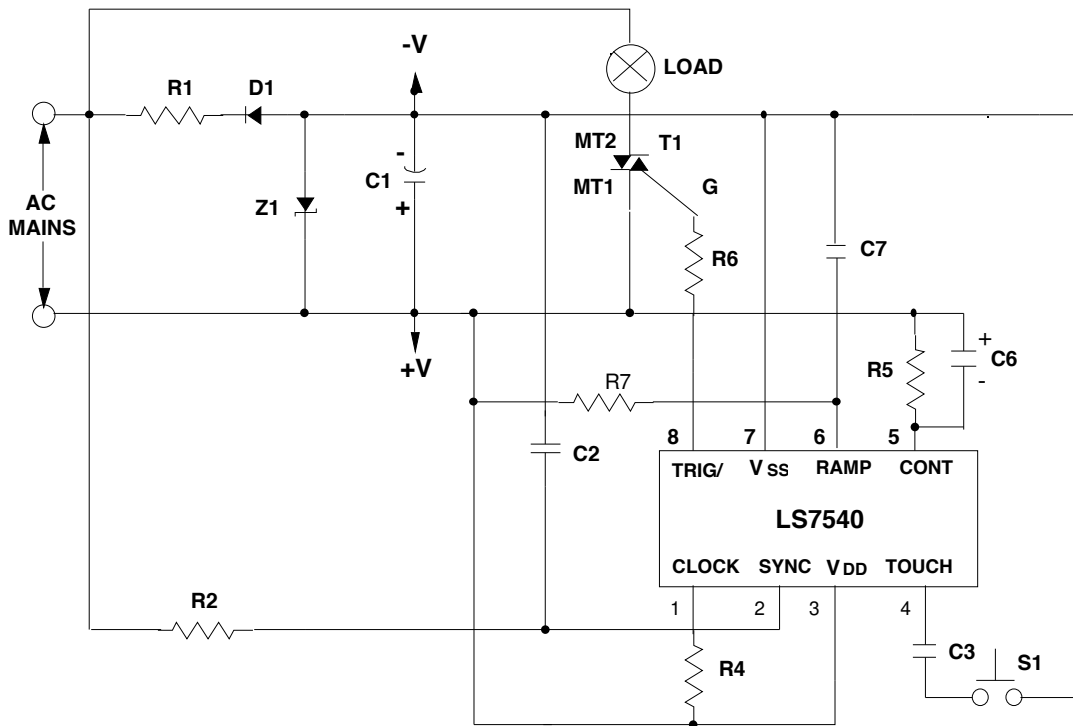 -V
LOAD
R1
D1
MT2
T1
MT1
G
-
C1
+
Z1
AC
MAINS
R6
C7
+V
+
C6
-
R5
R7
C2
8
7
6
5
TRIG/
V SS
RAMP
CONT
LS7540
CLOCK
SYNC
V DD
TOUCH
1
2
3
4
R2
R4
C3
S1